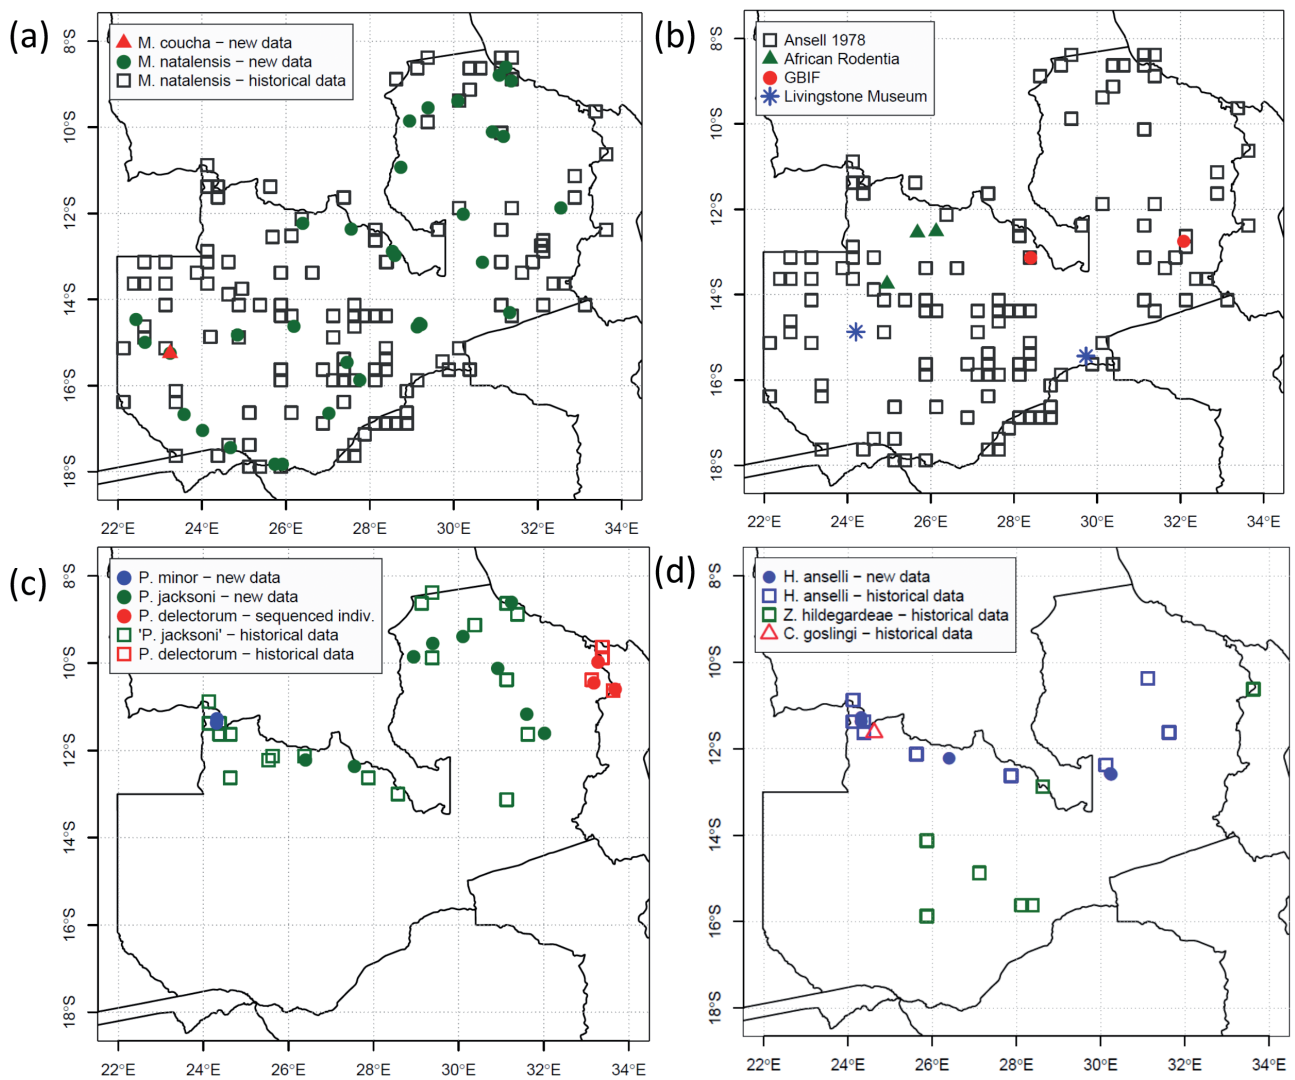 (a)
M. coucha – new data
M. natalensis – new data
M. natalensis – historical data
8°S
10°S
12°S
14°S
16°S
18°S
22°E
24°E
26°E
28°E
30°E
32°E
34°E
(b)
Ansell 1978
African Rodentia
GBIF
Livingstone Museum
8°S
10°S
12°S
14°S
16°S
18°S
22°E
24°E
26°E
28°E
30°E
32°E
34°E
(c)
P. minor – new data
P. jacksoni – new data
P. delectorum – sequenced indiv.
'P. jacksoni' – historical data
P. delectorum – historical data
8°S
10°S
12°S
14°S
16°S
18°S
22°E
24°E
26°E
28°E
30°E
32°E
34°E
(d)
H. anselli – new data
H. anselli – historical data
Z. hildegardeae – historical data
C. goslingi – historical data
8°S
10°S
12°S
14°S
16°S
18°S
22°E
24°E
26°E
28°E
30°E
32°E
34°E